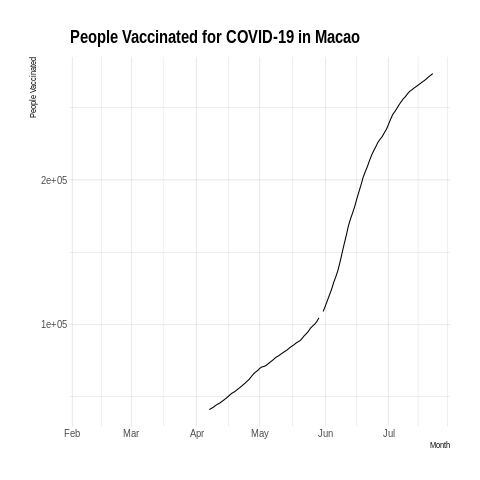 People Vaccinated for COVID-19 in Macao
People Vaccinated
2e+05
1e+05
Feb Mar Apr May Jun Jul
Month